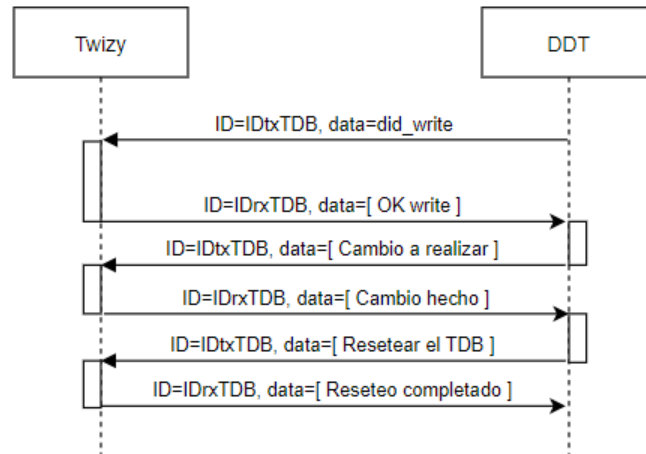 Twizy
DDT
ID=IDtxTDB, data=did_write
ID=IDrxTDB, data=[ OK write ]
ID=IDtxTDB, data=[ Cambio a realizar ]
ID=IDrxTDB, data=[ Cambio hecho ]
ID=IDtxTDB, data=[ Resetear el TDB ]
ID=IDrxTDB, data=[ Reseteo completado ]